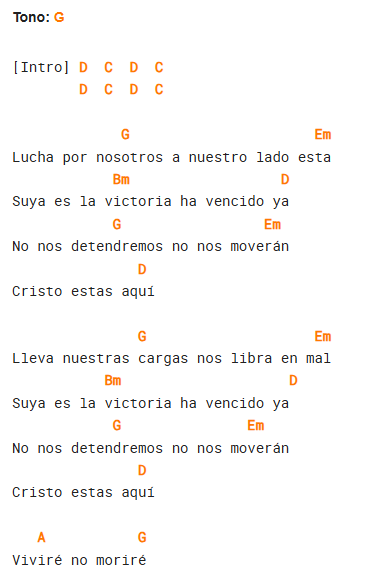 Tono: G
[Intro] D C D C
D C D C
G Em
Lucha por nosotros a nuestro lado esta
Bm D
Suya es la victoria ha vencido ya
G Em
No nos detendremos no nos moverán
D
Cristo estas aquí
G Em
Lleva nuestras cargas nos libra en mal
Bm D
Suya es la victoria ha vencido ya
G Em
No nos detendremos no nos moverán
D
Cristo estas aquí
A G
Viviré no moriré